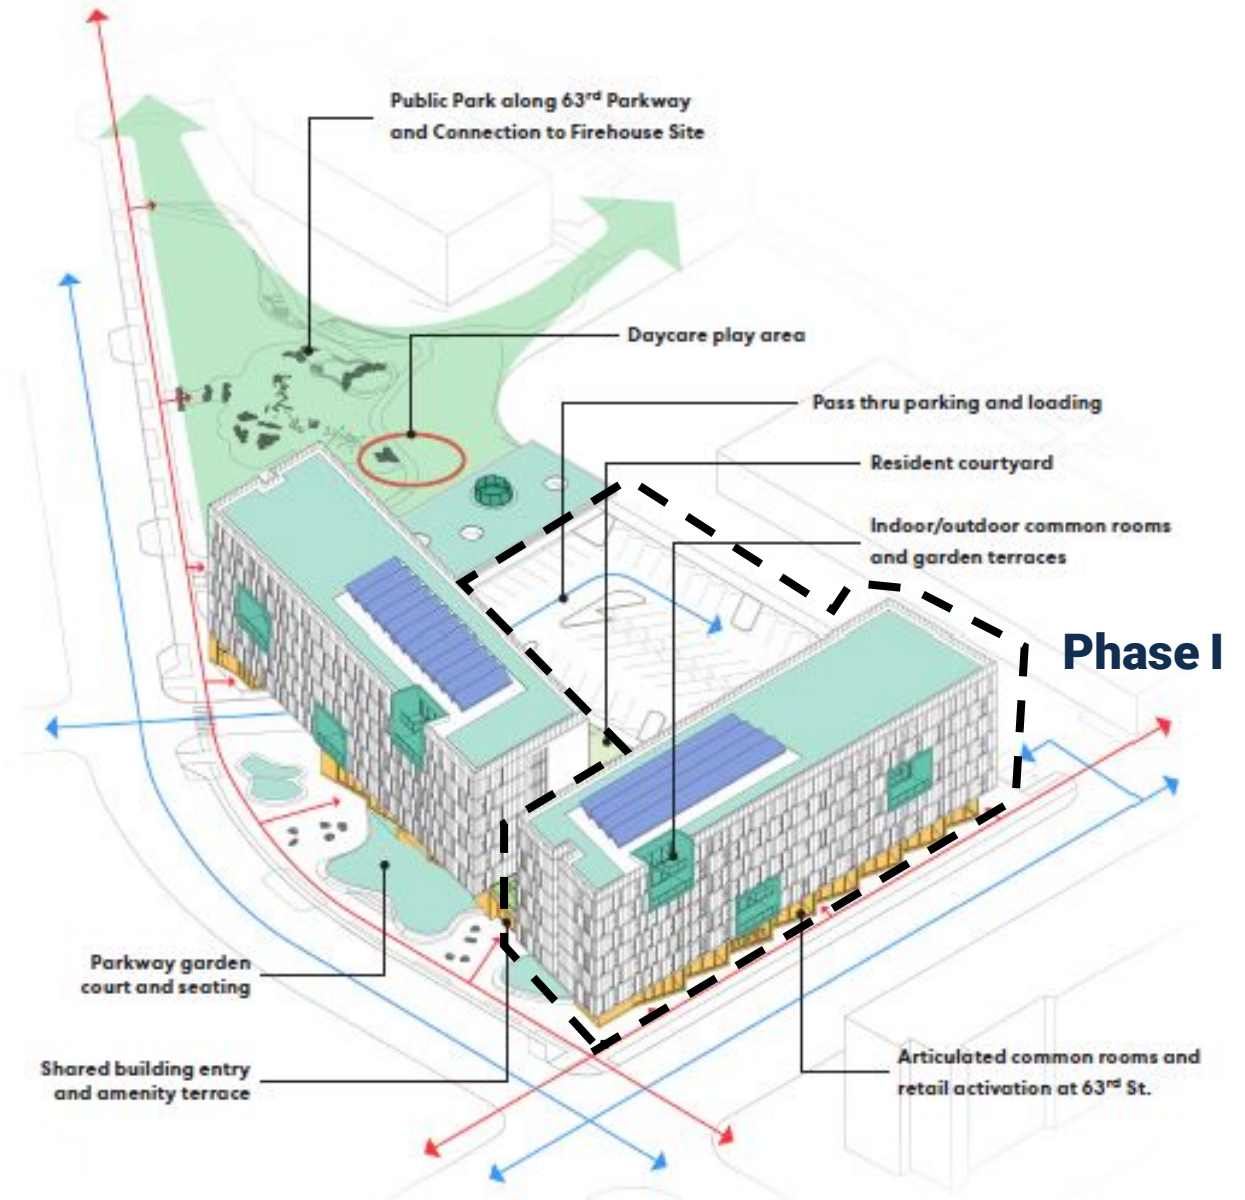 Public Park along 63rd Parkway
and Connection to Firehouse Site
Daycare play area
Pass thru parking and loading
Resident courtyard
Indoor/outdoor common rooms
and garden terraces
Phase I
Parkway garden
court and seating
Shared building entry
and amenity terrace
Articulated common rooms and
retail activation at 63rd St.